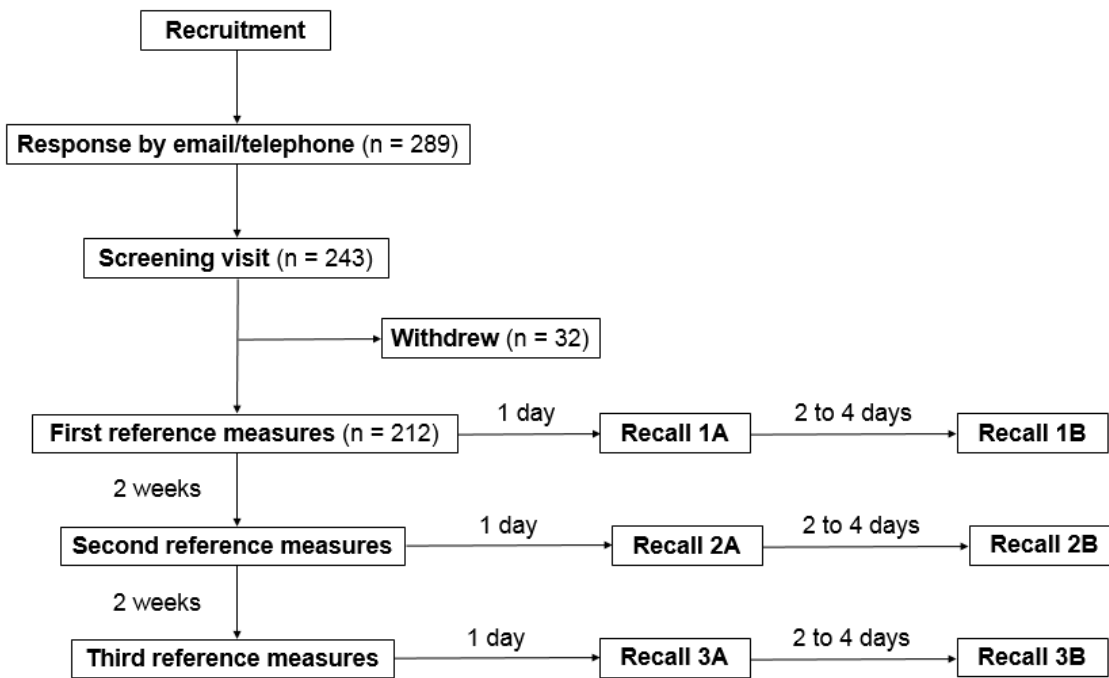 Recruitment
Response by email/telephone (n = 289)
Screening visit (n = 243)
Withdrew (n = 32)
First reference measures (n = 212)
1 day
Recall 1A
2 to 4 days
Recall 1B
2 weeks
Second reference measures
1 day
Recall 2A
2 to 4 days
Recall 2B
2 weeks
Third reference measures
1 day
Recall 3A
2 to 4 days
Recall 3B